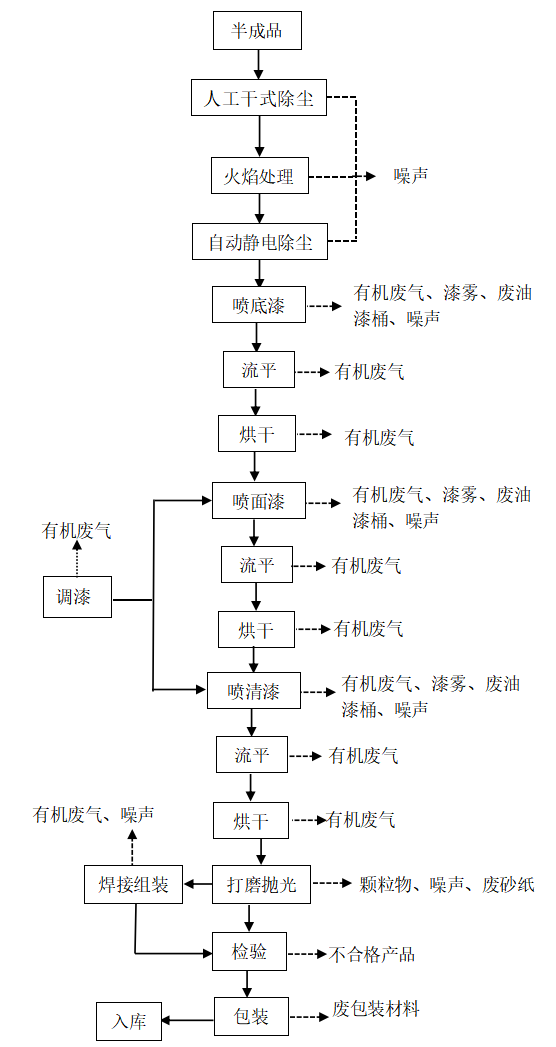 半成品
人工干式除尘
火焰处理
噪声
自动静电除尘
喷底漆
有机废气、漆雾、废油
漆桶、噪声
流平
有机废气
烘干
有机废气
喷面漆
有机废气、漆雾、废油
漆桶、噪声
有机废气
流平
有机废气
调漆
烘干
有机废气
喷清漆
有机废气、漆雾、废油
漆桶、噪声
流平
有机废气
有机废气、噪声
烘干
有机废气
焊接组装
打磨抛光
颗粒物、噪声、废砂纸
检验
不合格产品
入库
包装
废包装材料